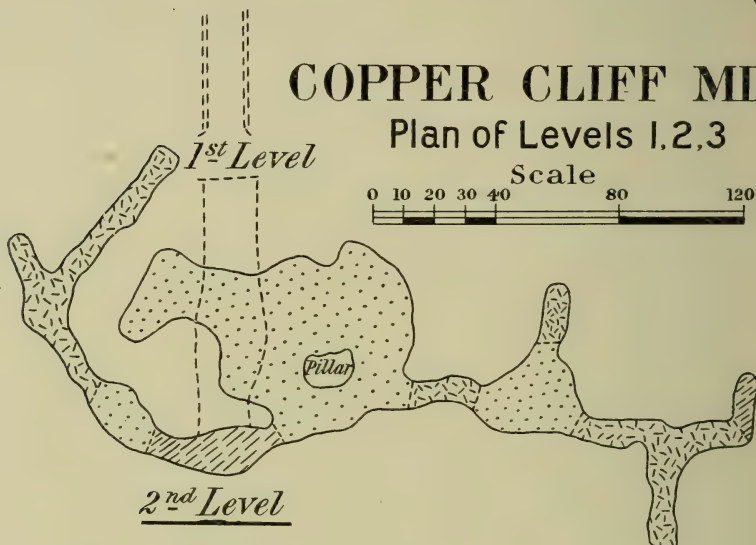 COPPER CLIFF
Plan of Levels 1,2,3
Scale
0 10 20 30 40 80 120
1st Level
Pillar
2nd Level